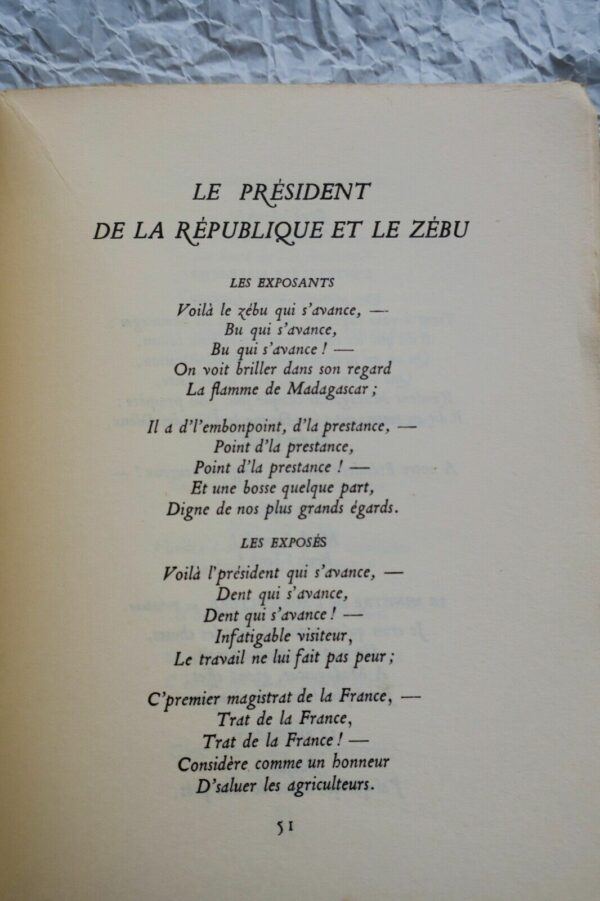 LE PRÉSIDENT
DE LA RÉPUBLIQUE ET LE ZÉBU
LES EXPOSANTS
Voilà le zébu qui s'avance, —
Bu qui s'avance,
Bu qui s'avance ! —
On voit briller dans son regard
La flamme de Madagascar ;
Il a d'l'embonpoint, d'la prestance, —
Point d'la prestance,
Point d'la prestance ! —
Et une bosse quelque part,
Digne de nos plus grands égards.
LES EXPOSÉS
Voilà l'président qui s'avance, —
Dent qui s'avance,
Dent qui s'avance ! —
Infatigable visiteur,
Le travail ne lui fait pas peur ;
C'premier magistrat de la France, —
Trat de la France,
Trat de la France ! —
Considère comme un honneur
D'saluer les agriculteurs.
51